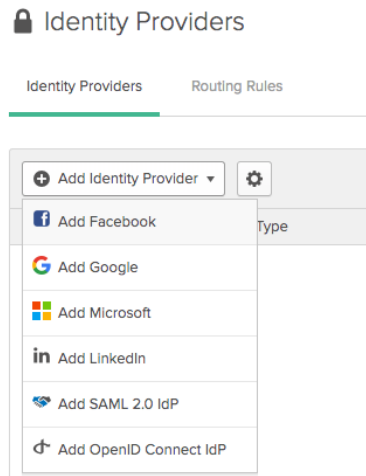 Identity Providers
Identity Providers Routing Rules
Add Identity Provider
Add Facebook
Type
Add Google
Add Microsoft
Add LinkedIn
Add SAML 2.0 IdP
Add OpenID Connect IdP